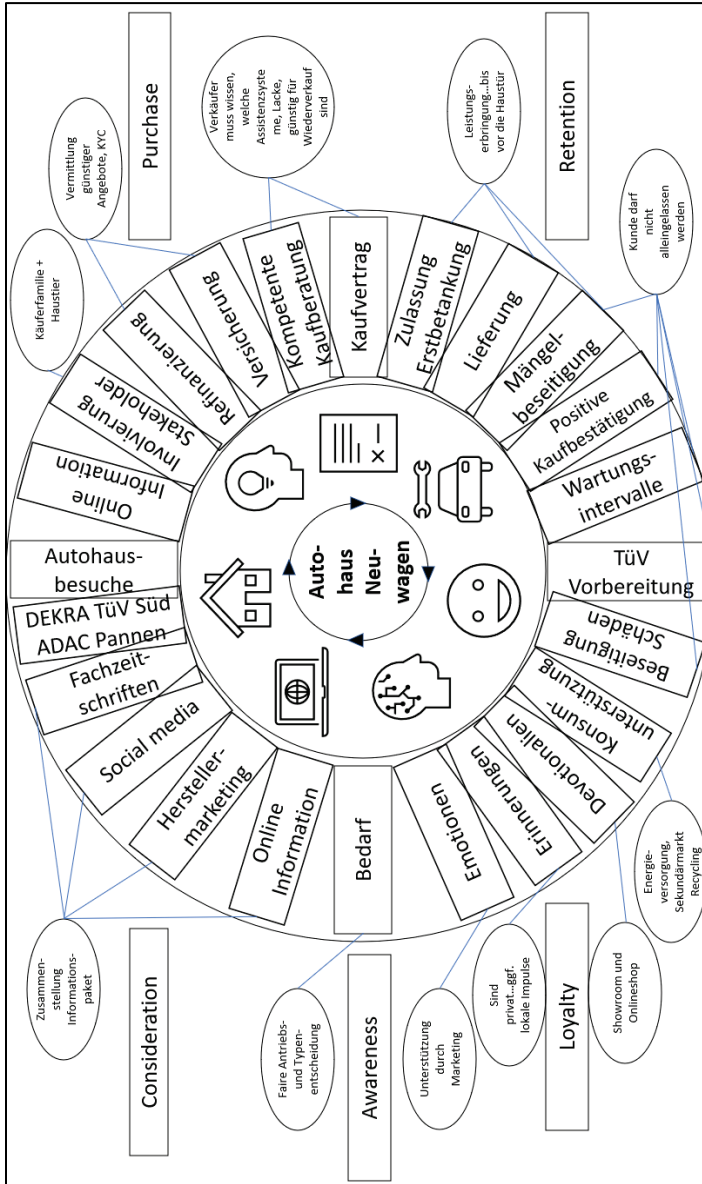 Consideration
Zusammen-
stellung
Informations-
paket
Awareness
Faire Antriebs-
und Typen-
entscheidung
Unterstützung
durch
Marketing
Sind
privat...ggf.
lokale Impulse
Loyalty
Showroom und
Onlineshop
Energie-
versorgung,
Sekundärmarkt
Recycling
Purchase
Käuferfamilie +
Haustier
Vermittlung
günstiger
Angebote, KYC
Verkäufer
muss wissen,
welche
Assistenzsyste
me, Lacke,
günstig für
Wiederverkauf
sind
Retention
Leistungs-
erbringung...bis
vor die Haustür
Kunde darf
nicht
alleingelassen
werden
Auto-
haus
Neu-
wagen
Bedarf
Online
Information
Hersteller-
marketing
Social media
Fachzeit-
schriften
DEKRA TüV Süd
ADAC Pannen
Autohaus-
besuche
Online
Information
Involvierung
Stakeholder
Refinanzierung
Versicherung
Kompetente
Kaufberatung
Kaufvertrag
Zulassung
Erstbetankung
Lieferung
Mängel-
beseitigung
Positive
Kaufbestätigung
Wartungs-
intervalle
TüV
Vorbereitung
Beseitigung
Schäden
Konsum-
unterstützung
Devotionalien
Erinnerungen
Emotionen